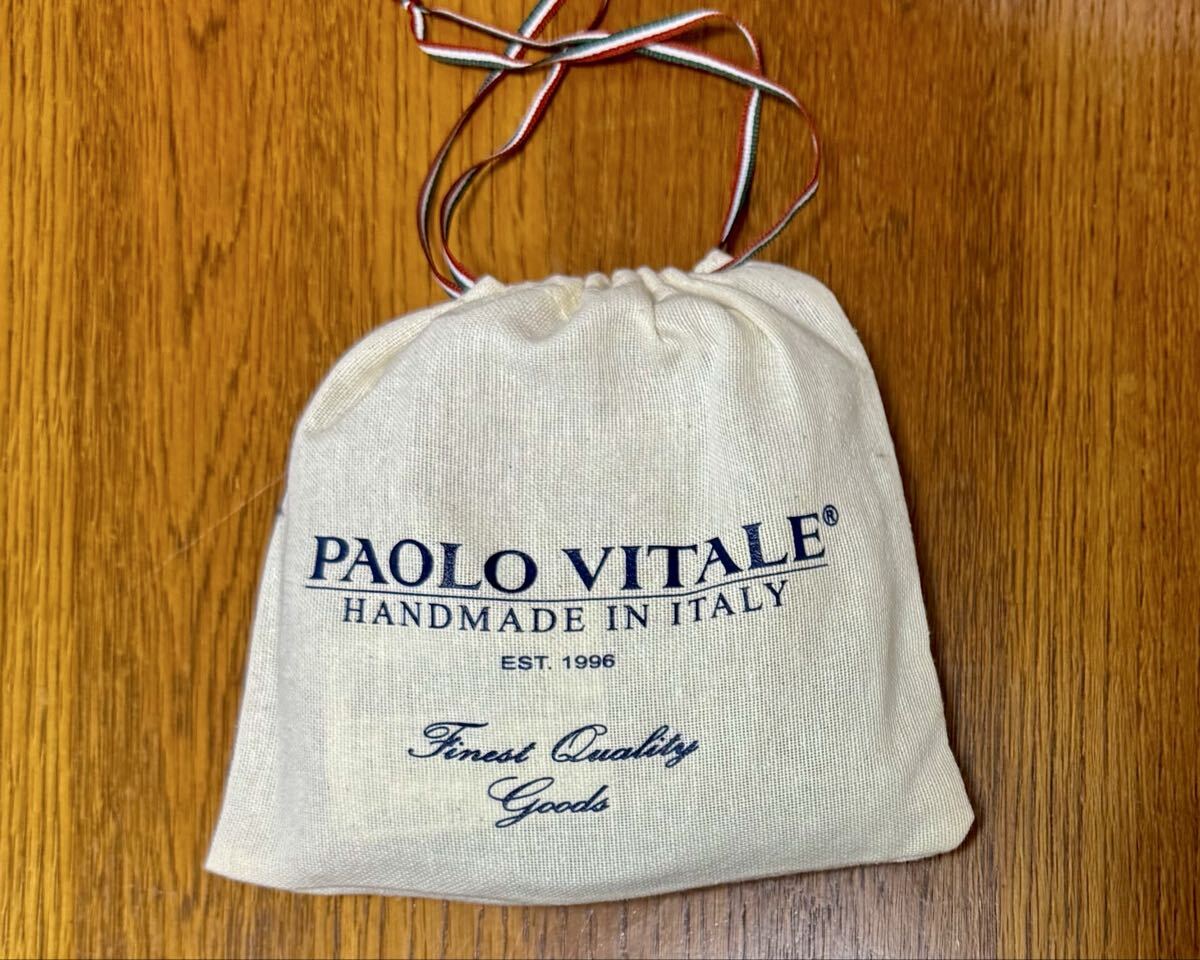 PAOLO VITALE®
HANDMADE IN ITALY
EST. 1996
Finest Quality
Goods